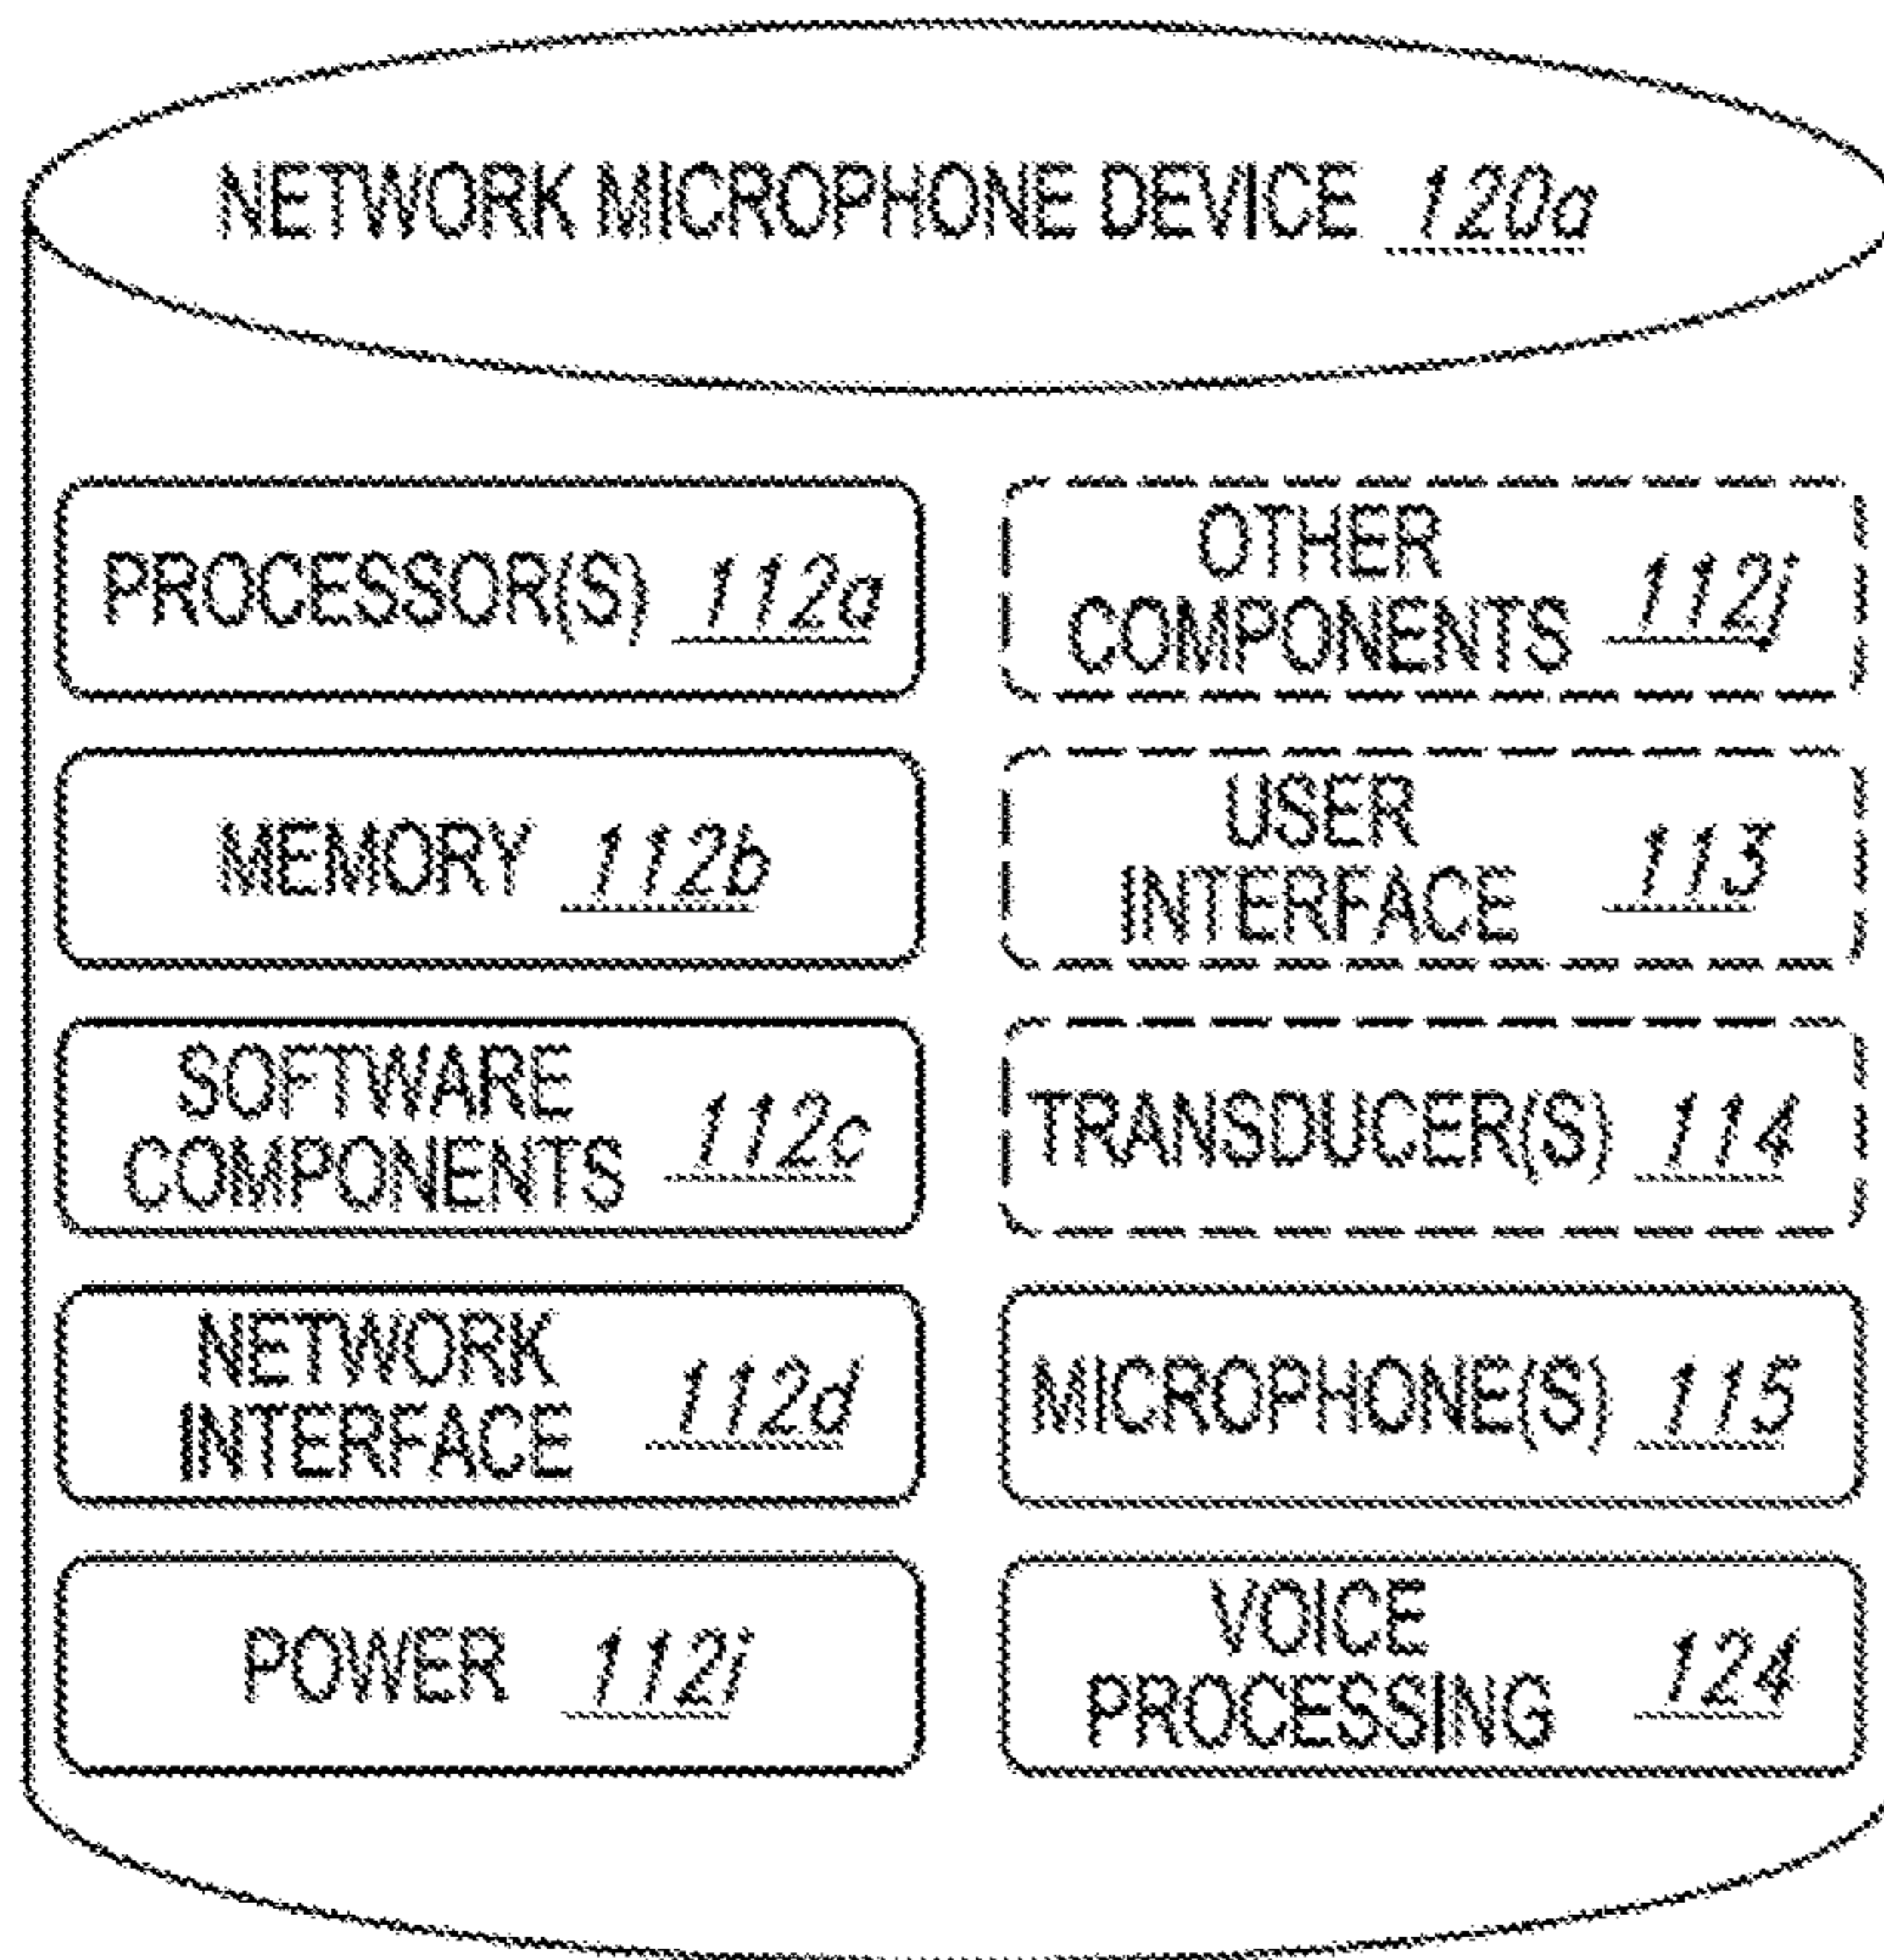 NETWORK MICROPHONE DEVICE 120a
PROCESSOR(S) 112a
MEMORY 112b
SOFTWARE
COMPONENTS 112c
NETWORK
INTERFACE 112d
POWER 112i
OTHER
COMPONENTS 112j
USER
INTERFACE 113
TRANSDUCER(S) 114
MICROPHONE(S) 115
VOICE
PROCESSING 124